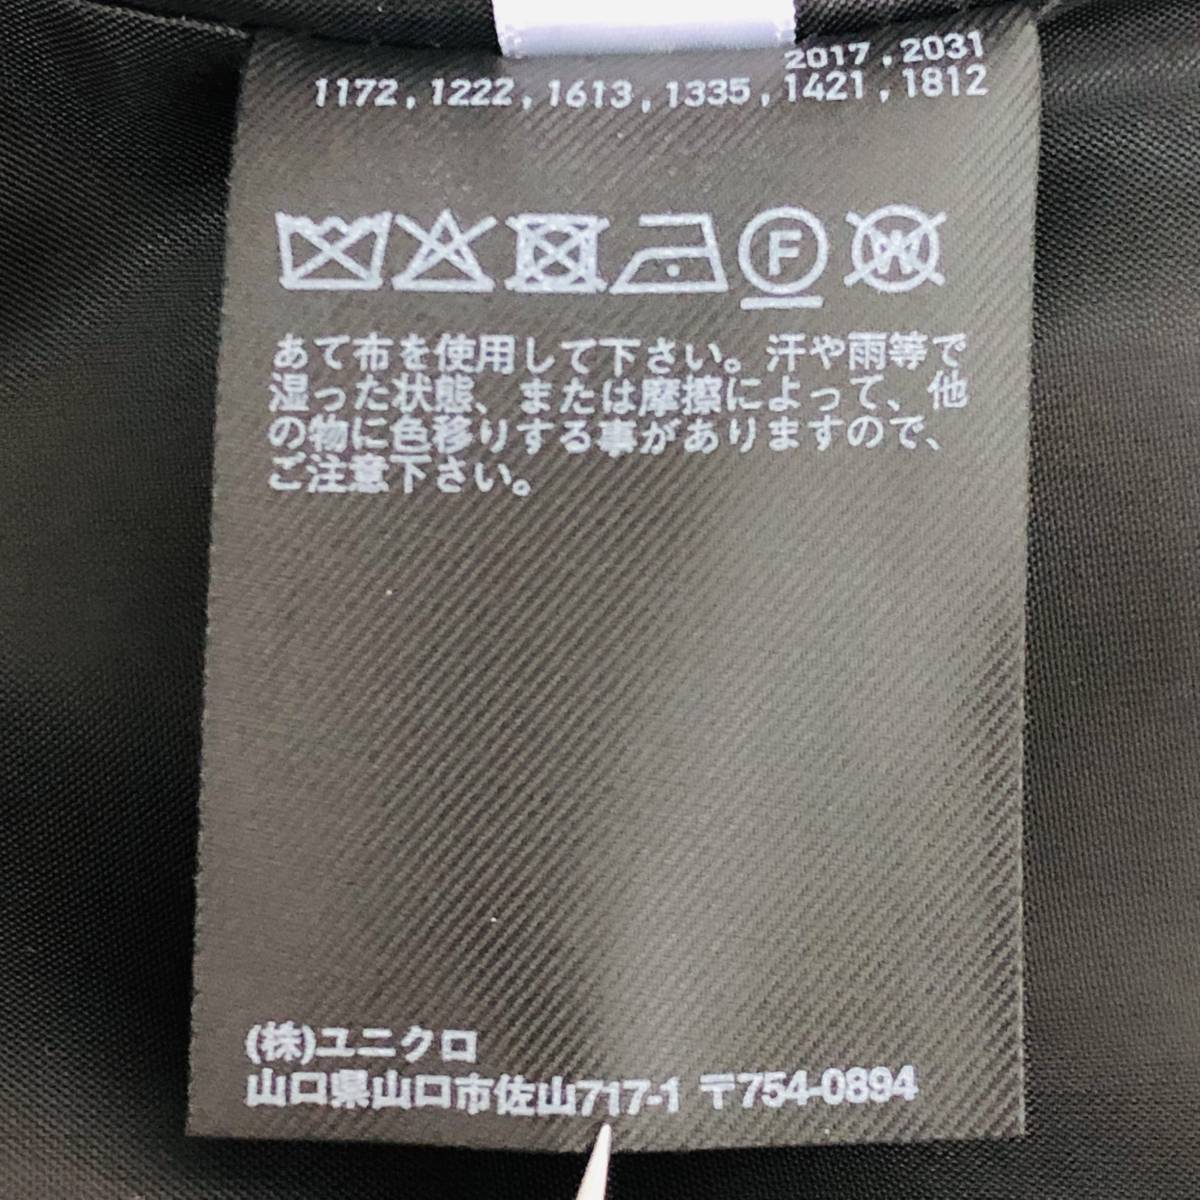 2017 , 2031
1172 , 1222 , 1613 , 1335 , 1421 , 1812
F W
あて布を使用して下さい。汗や雨等で
湿った状態、または摩擦によって、他
の物に色移りする事がありますので、
ご注意下さい。
(株)ユニクロ
山口県山口市佐山717-1 〒754-0894